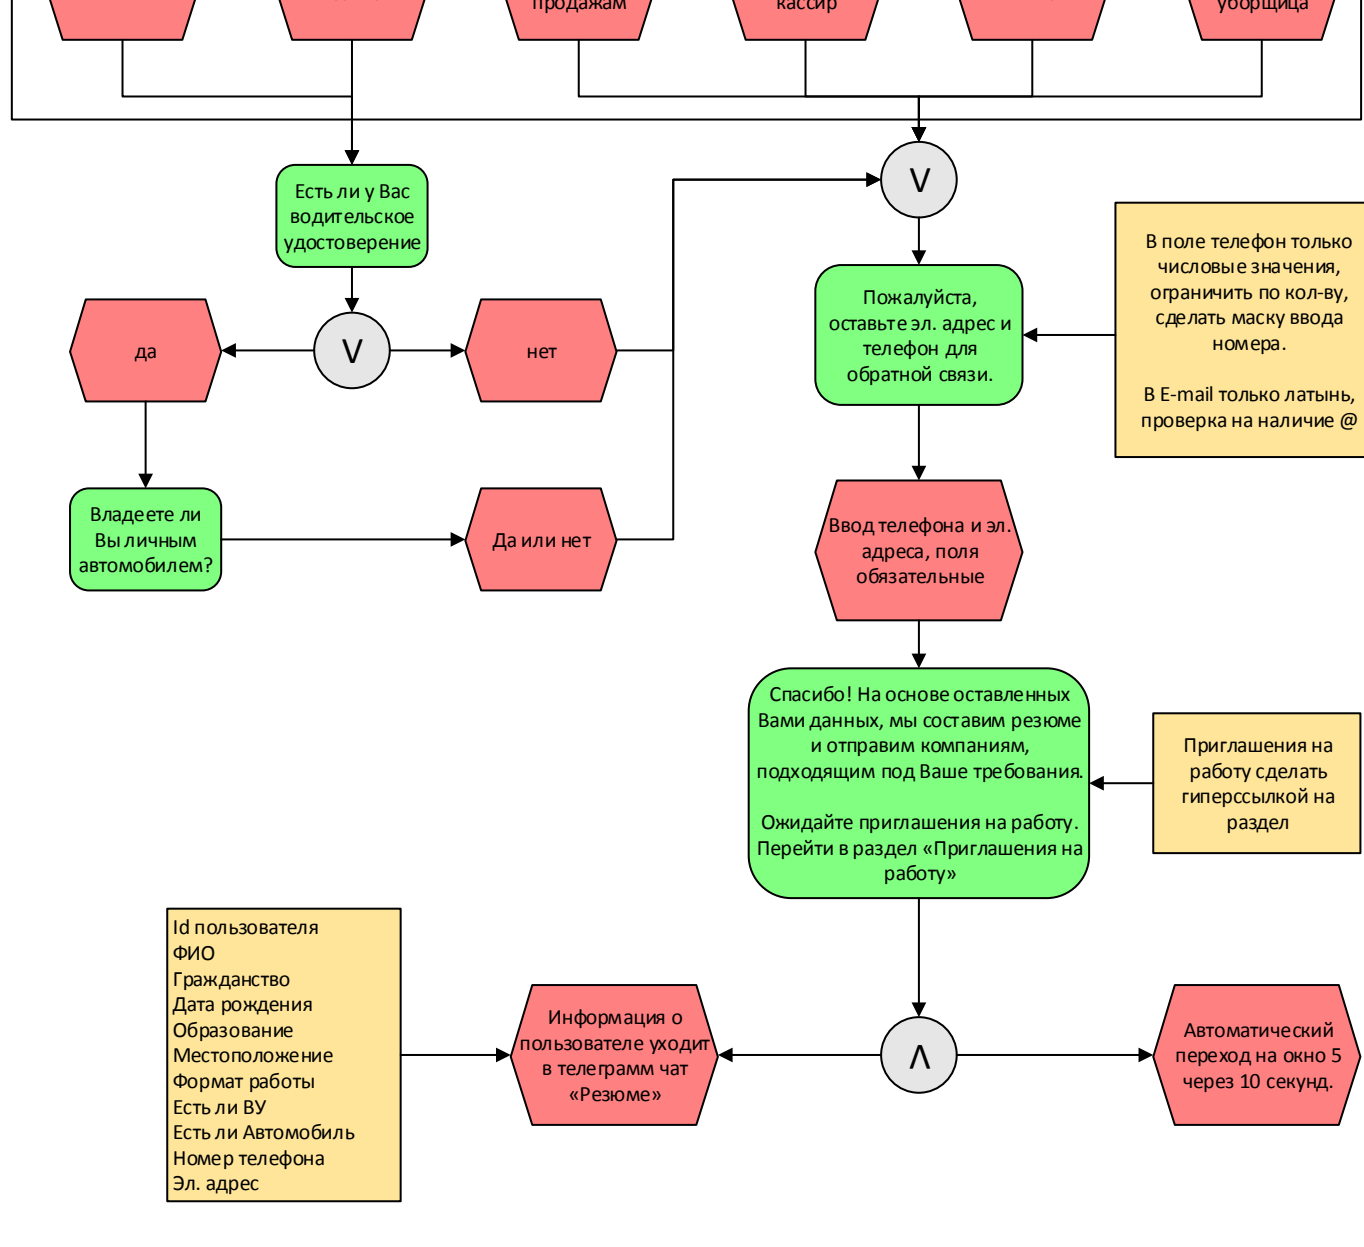 продажам
кассир
уборщица
Есть ли у Вас
водительское
удостоверение
V
V
да
нет
Пожалуйста,
оставьте эл. адрес и
телефон для
обратной связи.
В поле телефон только
числовые значения,
ограничить по кол-ву,
сделать маску ввода
номера.
В E-mail только латынь,
проверка на наличие @
Владеете ли
Вы личным
автомобилем?
Да или нет
Ввод телефона и эл.
адреса, поля
обязательные
Спасибо! На основе оставленных
Вами данных, мы составим резюме
и отправим компаниям,
подходящим под Ваше требования.
Ожидайте приглашения на работу.
Перейти в раздел «Приглашения на
работу»
Приглашения на
работу сделать
гиперссылкой на
раздел
Id пользователя
ФИО
Гражданство
Дата рождения
Образование
Местоположение
Формат работы
Есть ли ВУ
Есть ли Автомобиль
Номер телефона
Эл. адрес
Информация о
пользователе уходит
в телеграмм чат
«Резюме»
Λ
Автоматический
переход на окно 5
через 10 секунд.